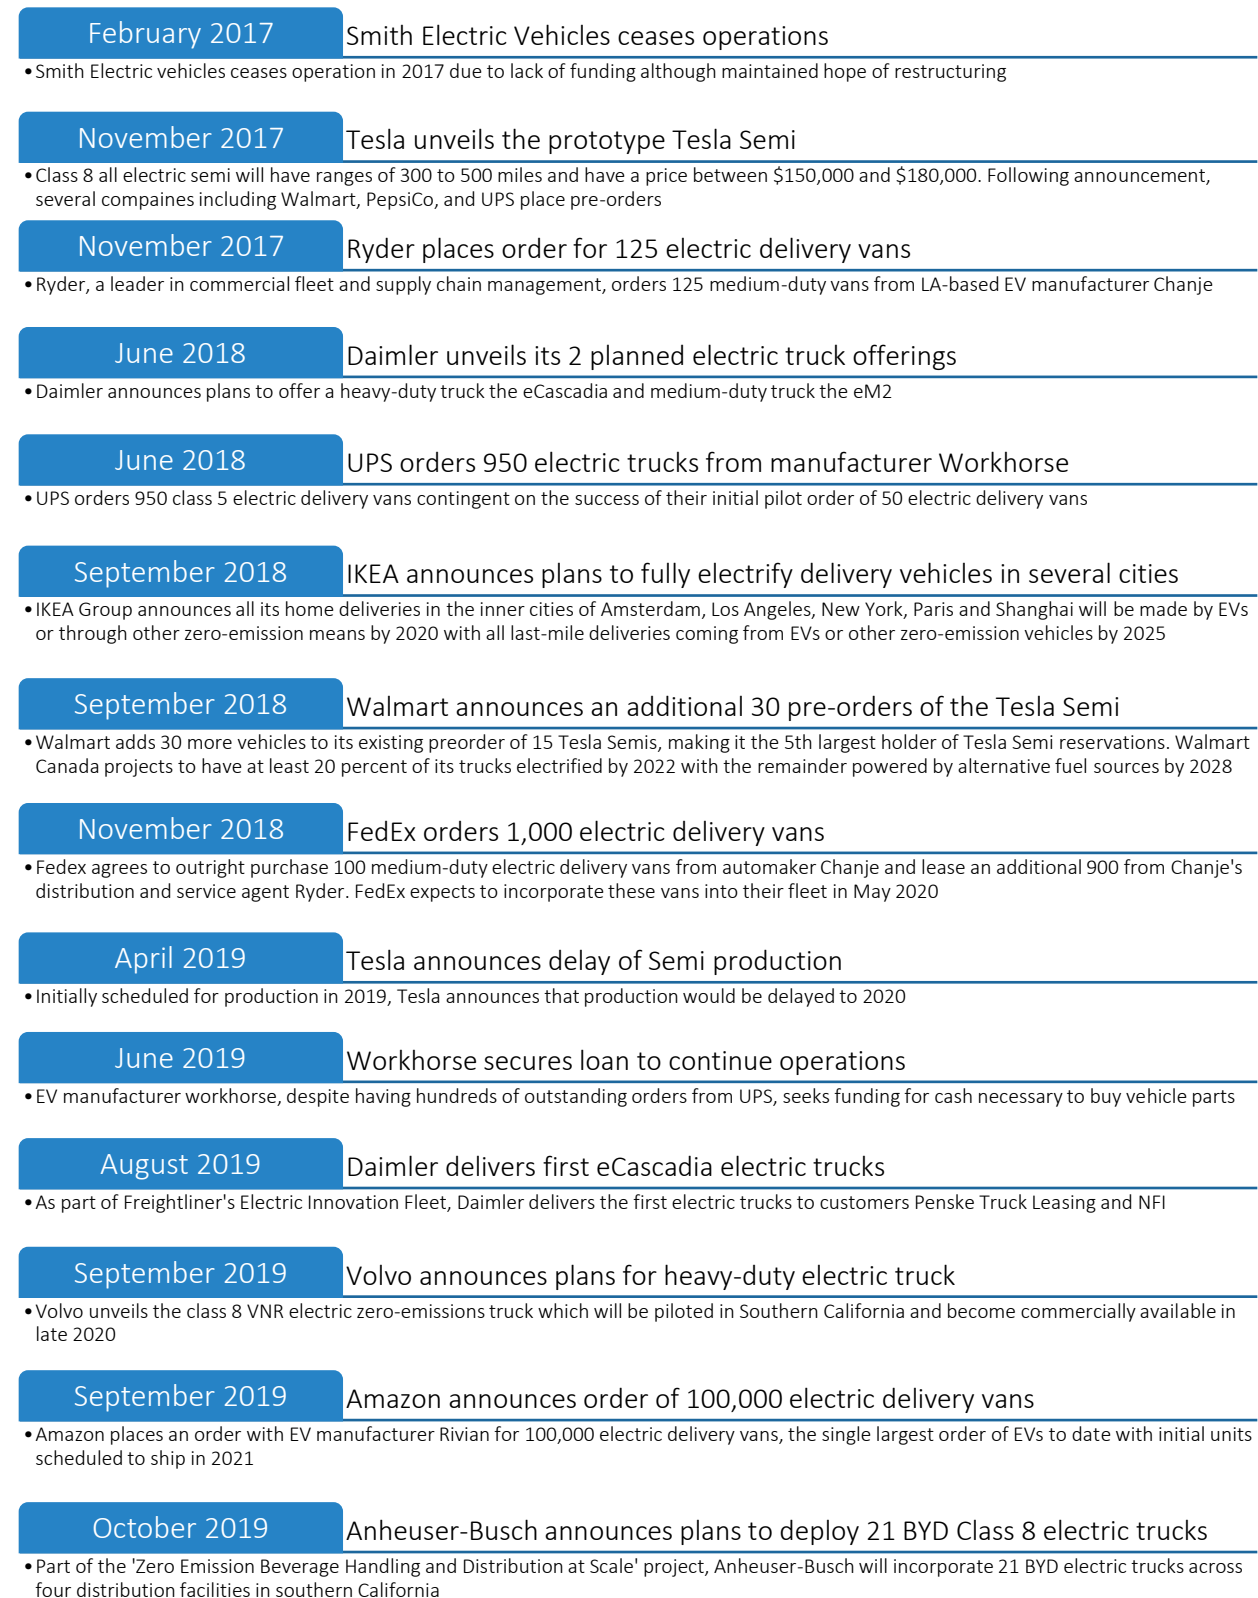 February 2017
Smith Electric Vehicles ceases operations
•Smith Electric vehicles ceases operation in 2017 due to lack of funding although maintained hope of restructuring
November 2017
Tesla unveils the prototype Tesla Semi
•Class 8 all electric semi will have ranges of 300 to 500 miles and have a price between $150,000 and $180,000. Following announcement,
several compaines including Walmart, PepsiCo, and UPS place pre-orders
November 2017
Ryder places order for 125 electric delivery vans
•Ryder, a leader in commercial fleet and supply chain management, orders 125 medium-duty vans from LA-based EV manufacturer Chanje
June 2018
Daimler unveils its 2 planned electric truck offerings
•Daimler announces plans to offer a heavy-duty truck the eCascadia and medium-duty truck the eM2
June 2018
UPS orders 950 electric trucks from manufacturer Workhorse
•UPS orders 950 class 5 electric delivery vans contingent on the success of their initial pilot order of 50 electric delivery vans
September 2018
IKEA announces plans to fully electrify delivery vehicles in several cities
•IKEA Group announces all its home deliveries in the inner cities of Amsterdam, Los Angeles, New York, Paris and Shanghai will be made by EVs
or through other zero-emission means by 2020 with all last-mile deliveries coming from EVs or other zero-emission vehicles by 2025
September 2018
Walmart announces an additional 30 pre-orders of the Tesla Semi
•Walmart adds 30 more vehicles to its existing preorder of 15 Tesla Semis, making it the 5th largest holder of Tesla Semi reservations. Walmart
Canada projects to have at least 20 percent of its trucks electrified by 2022 with the remainder powered by alternative fuel sources by 2028
November 2018
FedEx orders 1,000 electric delivery vans
•Fedex agrees to outright purchase 100 medium-duty electric delivery vans from automaker Chanje and lease an additional 900 from Chanje's
distribution and service agent Ryder. FedEx expects to incorporate these vans into their fleet in May 2020
April 2019
Tesla announces delay of Semi production
•Initially scheduled for production in 2019, Tesla announces that production would be delayed to 2020
June 2019
Workhorse secures loan to continue operations
•EV manufacturer workhorse, despite having hundreds of outstanding orders from UPS, seeks funding for cash necessary to buy vehicle parts
August 2019
Daimler delivers first eCascadia electric trucks
•As part of Freightliner's Electric Innovation Fleet, Daimler delivers the first electric trucks to customers Penske Truck Leasing and NFI
September 2019
Volvo announces plans for heavy-duty electric truck
•Volvo unveils the class 8 VNR electric zero-emissions truck which will be piloted in Southern California and become commercially available in
late 2020
September 2019
Amazon announces order of 100,000 electric delivery vans
•Amazon places an order with EV manufacturer Rivian for 100,000 electric delivery vans, the single largest order of EVs to date with initial units
scheduled to ship in 2021
October 2019
Anheuser-Busch announces plans to deploy 21 BYD Class 8 electric trucks
•Part of the 'Zero Emission Beverage Handling and Distribution at Scale' project, Anheuser-Busch will incorporate 21 BYD electric trucks across
four distribution facilities in southern California